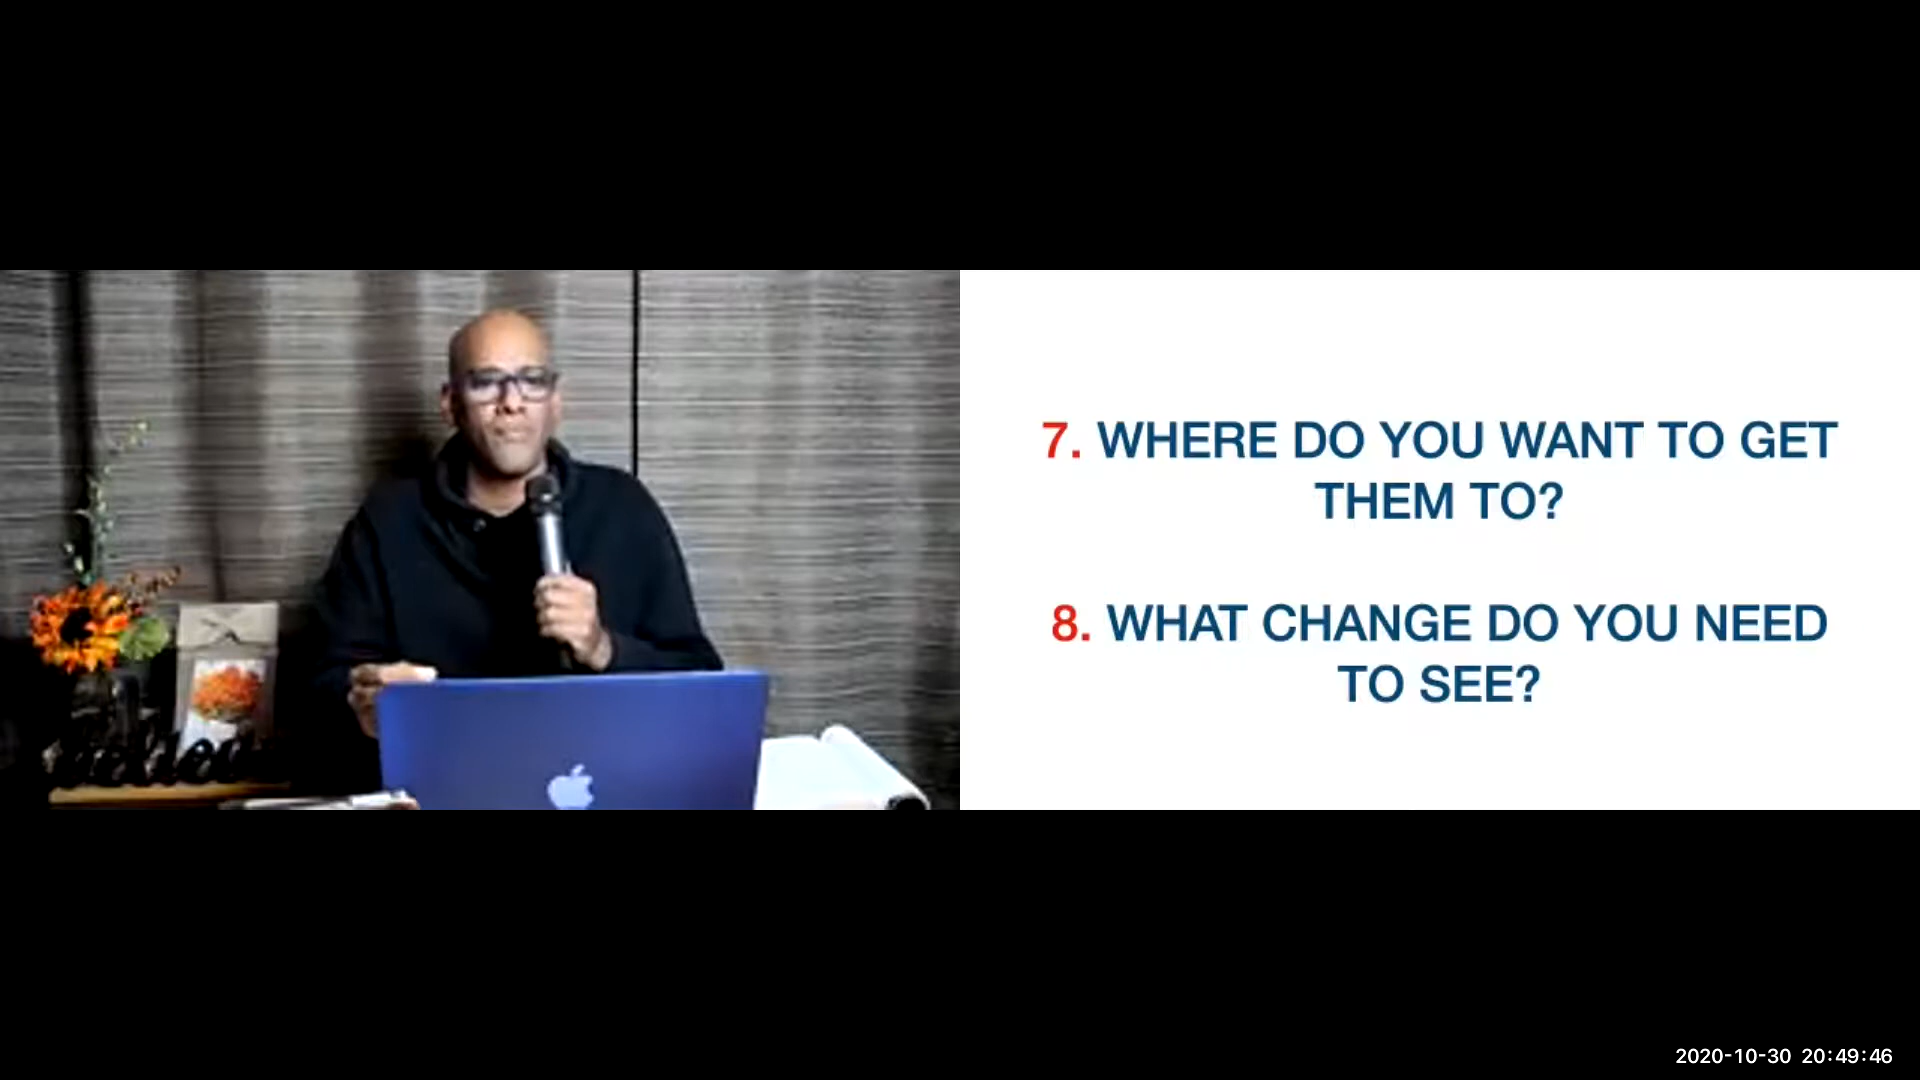 7. WHERE DO YOU WANT TO GET
THEM TO?
8. WHAT CHANGE DO YOU NEED
TO SEE?
2020-10-30 20:49:46